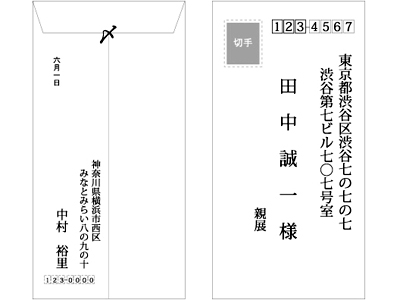 〆
六月一日
神奈川県横浜市西区
みなとみらい八の九の十
中村 裕里
123-0000
切手
123-4567
東京都渋谷区渋谷七の七の七
渋谷第七ビル七〇七号室
田中誠一様
親展